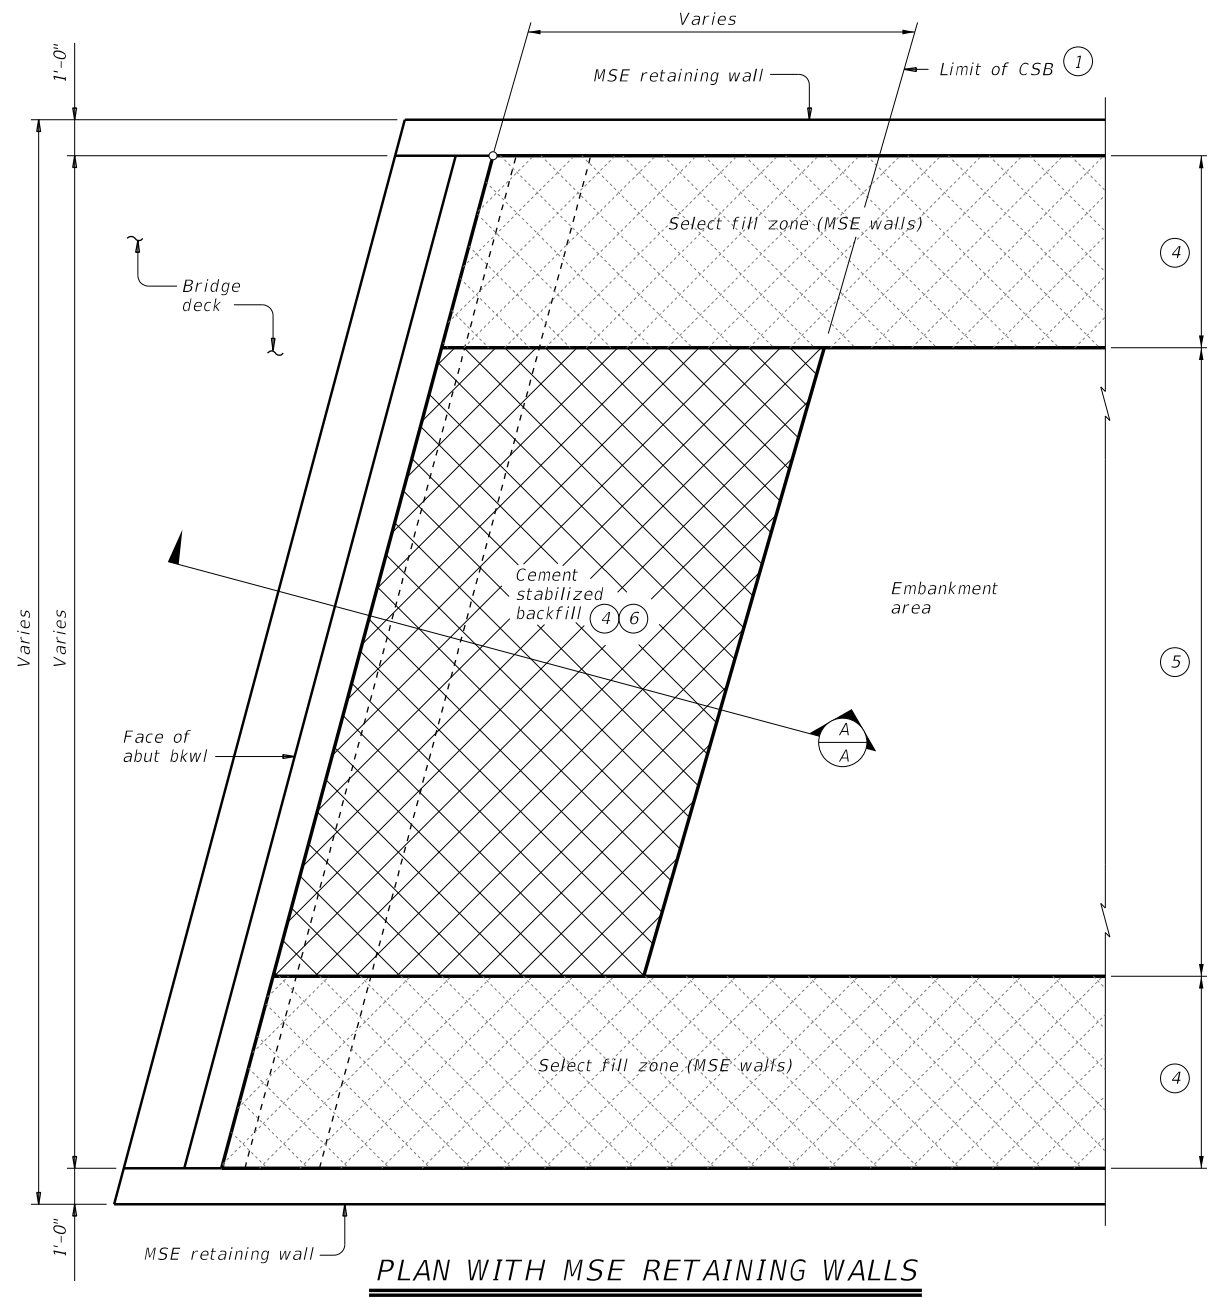 Varies
1'-0"
MSE retaining wall
Limit of CSB 1
Select fill zone (MSE walls)
4
Bridge
deck
Cement
stabilized
backfill 4 6
Embankment
area
Varies
Varies
5
Face of
abut bkwl
A
A
Select fill zone (MSE walls)
4
1'-0"
MSE retaining wall
PLAN WITH MSE RETAINING WALLS